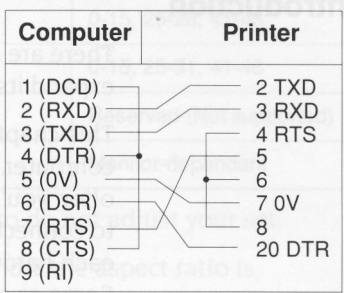 Computer Printer
1 (DCD) 2 TXD
2 (RXD) 3 RXD
3 (TXD) 4 RTS
4 (DTR) 5
5 (0V) 6
6 (DSR) 7 0V
7 (RTS) 8
8 (CTS) 20 DTR
9 (RI)